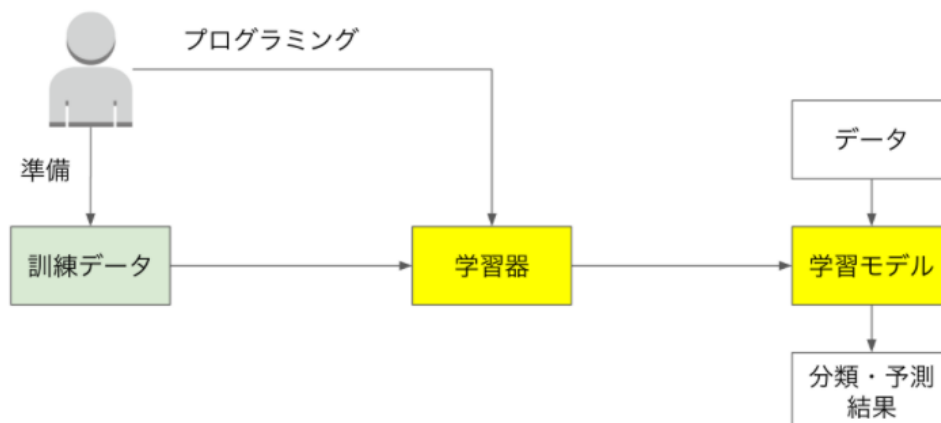 プログラミング
準備
データ
訓練データ
学習器
学習モデル
分類・予測
結果